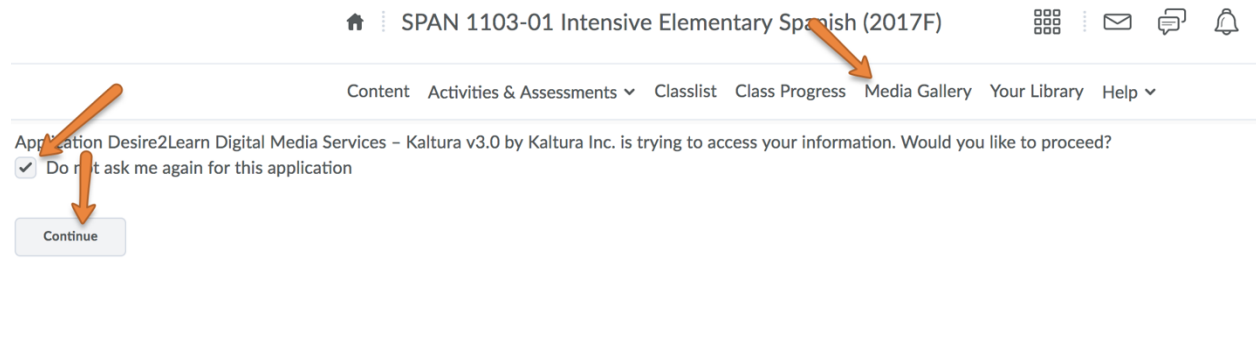 SPAN 1103-01 Intensive Elementary Spanish (2017F)
Content Activities & Assessments Classlist Class Progress Media Gallery Your Library Help
Application Desire2Learn Digital Media Services – Kaltura v3.0 by Kaltura Inc. is trying to access your information. Would you like to proceed?
Do not ask me again for this application
Continue